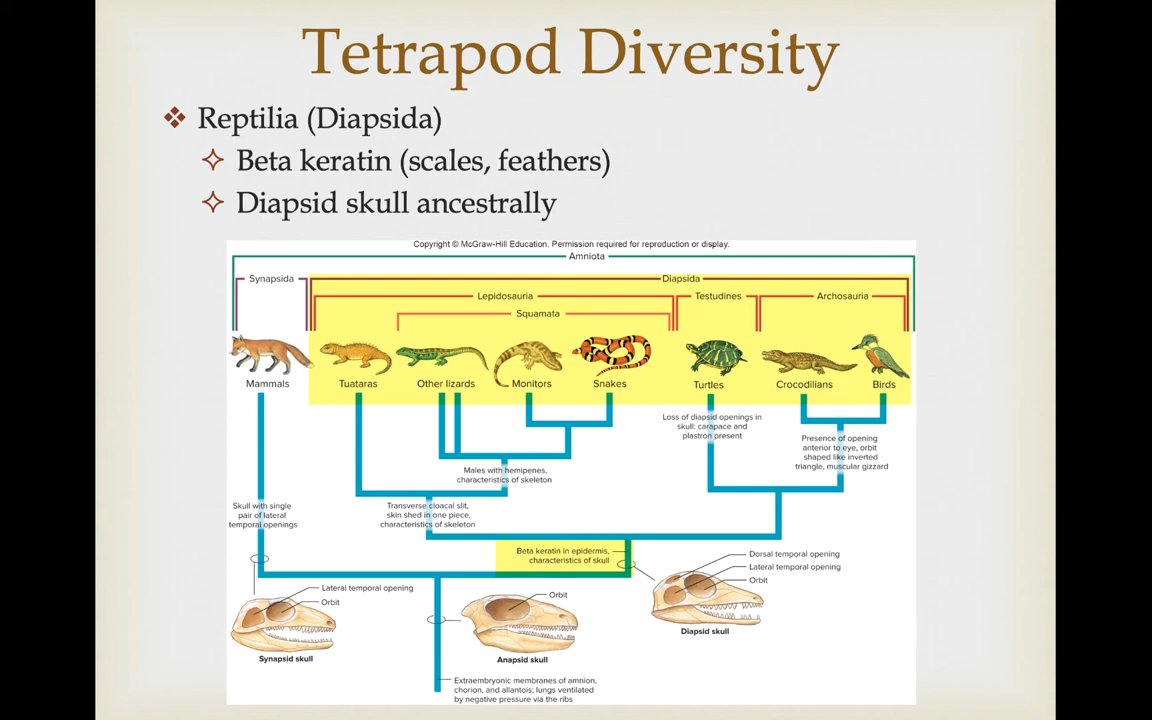 Tetrapod Diversity
Reptilia (Diapsida)
Beta keratin (scales, feathers)
Diapsid skull ancestrally
Copyright © McGraw-Hill Education. Permission required for reproduction or display.
Amniota
Synapsida
Diapsida
Lepidosauria
Testudines
Archosauria
Squamata
Mammals
Tuataras
Other lizards
Monitors
Snakes
Turtles
Crocodilians
Birds
Loss of diapsid openings in
skull: carapace and
plastron present
Presence of opening
anterior to eye, orbit
shaped like inverted
triangle, muscular gizzard
Males with hemipenes,
characteristics of skeleton
Skull with single
pair of lateral
temporal openings
Transverse cloacal slit,
skin shed in one piece,
characteristics of skeleton
Beta keratin in epidermis,
characteristics of skull
Dorsal temporal opening
Lateral temporal opening
Orbit
Diapsid skull
Lateral temporal opening
Orbit
Synapsid skull
Orbit
Anapsid skull
Extraembryonic membranes of amnion,
chorion, and allantois; lungs ventilated
by negative pressure via the ribs